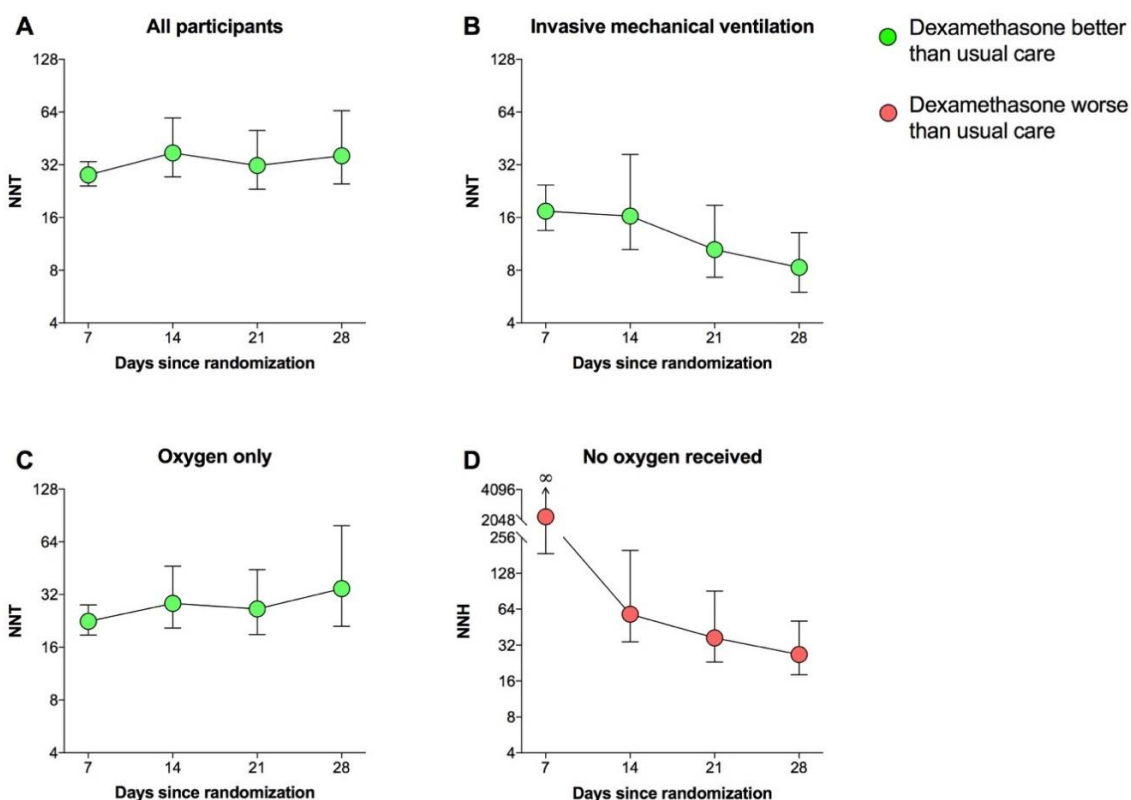 A
All participants
128
64
32
16
8
4
NNT
7 14 21 28
Days since randomization
B
Invasive mechanical ventilation
128
64
32
16
8
4
NNT
7 14 21 28
Days since randomization
Dexamethasone better
than usual care
Dexamethasone worse
than usual care
C
Oxygen only
128
64
32
16
8
4
NNT
7 14 21 28
Days since randomization
D
No oxygen received
∞
4096
2048
256
128
64
32
16
8
4
NNH
7 14 21 28
Days since randomization